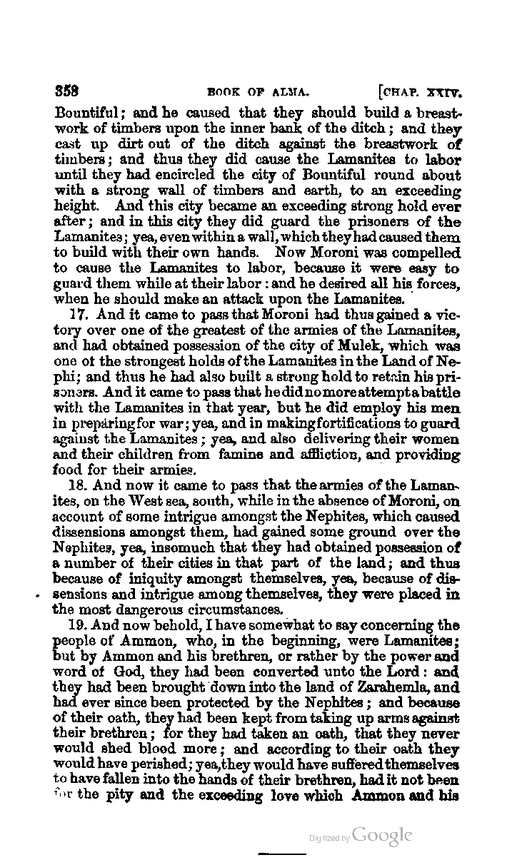 358 BOOK OF ALMA. [CHAP. XXIV.
Bountiful; and he caused that they should build a breast-
work of timbers upon the inner bank of the ditch; and they
cast up dirt out of the ditch against the breastwork of
timbers; and thus they did cause the Lamanites to labor
until they had encircled the city of Bountiful round about
with a strong wall of timbers and earth, to an exceeding
height. And this city became an exceeding strong hold ever
after; and in this city they did guard the prisoners of the
Lamanites; yea, even within a wall, which they had caused them
to build with their own hands. Now Moroni was compelled
to cause the Lamanites to labor, because it were easy to
guard them while at their labor: and he desired all his forces,
when he should make an attack upon the Lamanites.
17. And it came to pass that Moroni had thus gained a vic-
tory over one of the greatest of the armies of the Lamanites,
and had obtained possession of the city of Mulek, which was
one of the strongest holds of the Lamanites in the Land of Ne-
phi; and thus he had also built a strong hold to retain his pri-
soners. And it came to pass that he did no more attempt a battle
with the Lamanites in that year, but he did employ his men
in preparing for war; yea, and in making fortifications to guard
against the Lamanites; yea, and also delivering their women
and their children from famine and affliction, and providing
food for their armies.
18. And now it came to pass that the armies of the Laman-
ites, on the West sea, south, while in the absence of Moroni, on
account of some intrigue amongst the Nephites, which caused
dissensions amongst them, had gained some ground over the
Nephites, yea, insomuch that they had obtained possession of
a number of their cities in that part of the land; and thus
because of iniquity amongst themselves, yea, because of dis-
sensions and intrigue among themselves, they were placed in
the most dangerous circumstances.
19. And now behold, I have somewhat to say concerning the
people of Ammon, who, in the beginning, were Lamanites;
but by Ammon and his brethren, or rather by the power and
word of God, they had been converted unto the Lord: and
they had been brought down into the land of Zarahemla, and
had ever since been protected by the Nephites; and because
of their oath, they had been kept from taking up arms against
their brethren; for they had taken an oath, that they never
would shed blood more; and according to their oath they
would have perished; yea, they would have suffered themselves
to have fallen into the hands of their brethren, had it not been
for the pity and the exceeding love which Ammon and his
Digitized by Google